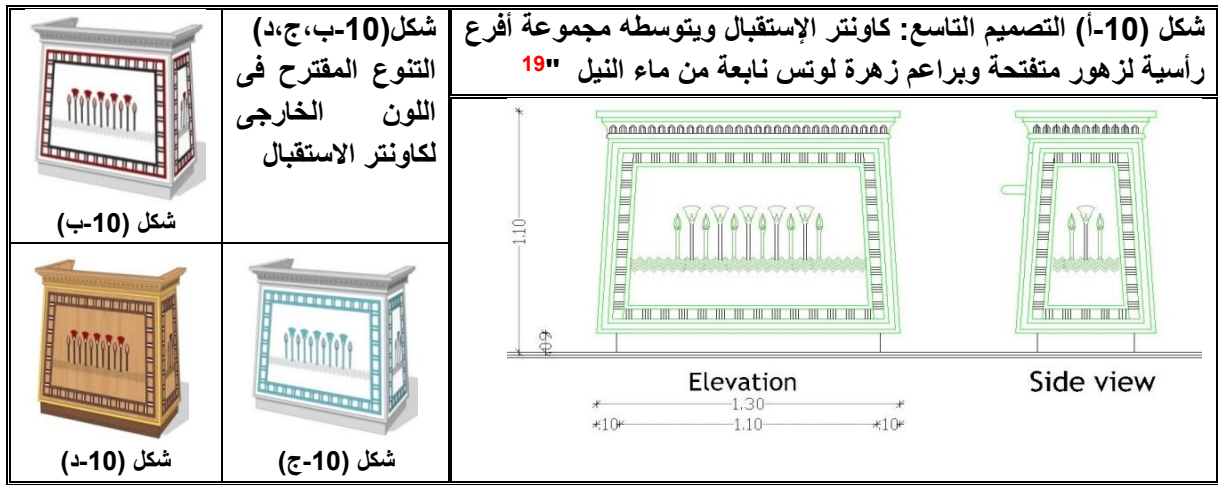 شكل (10-أ) التصميم التاسع: كاونتر الإستقبال ويتوسطه مجموعة أفرع
رأسية لزهور متفتحة وبراعم زهرة لوتس نابعة من ماء النيل "19
1.10
.09
Elevation
Side view
1.30
.10
1.10
.10
شكل(10-ب،ج،د)
التنوع المقترح فى
اللون الخارجى
لكاونتر الاستقبال
شكل (10-ب)
شكل (10-ج)
شكل (10-د)